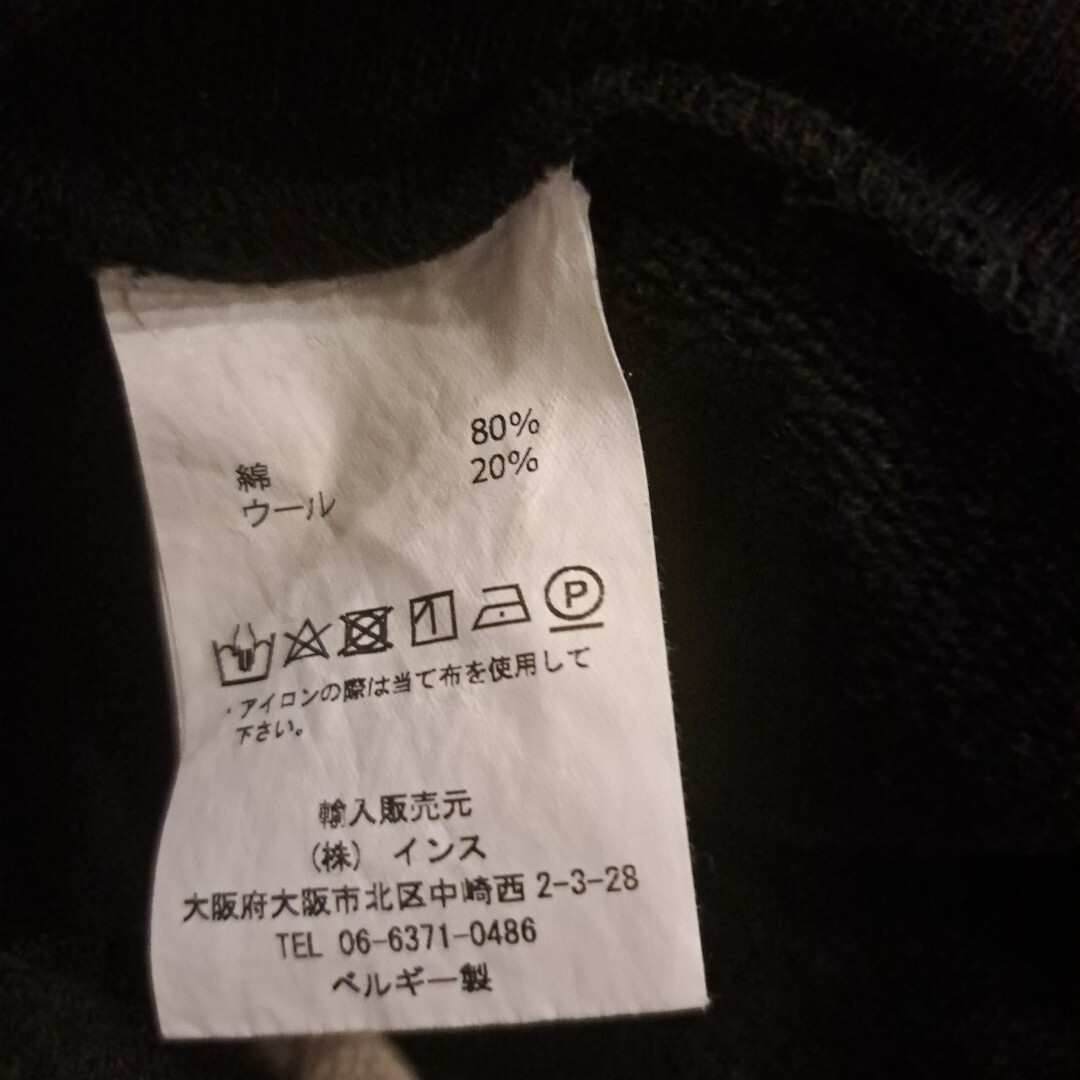 綿 80%
ウール 20%
・アイロンの際は当て布を使用して
下さい。
輸入販売元
(株) インス
大阪府大阪市北区中崎西 2-3-28
TEL 06-6371-0486
ベルギー製